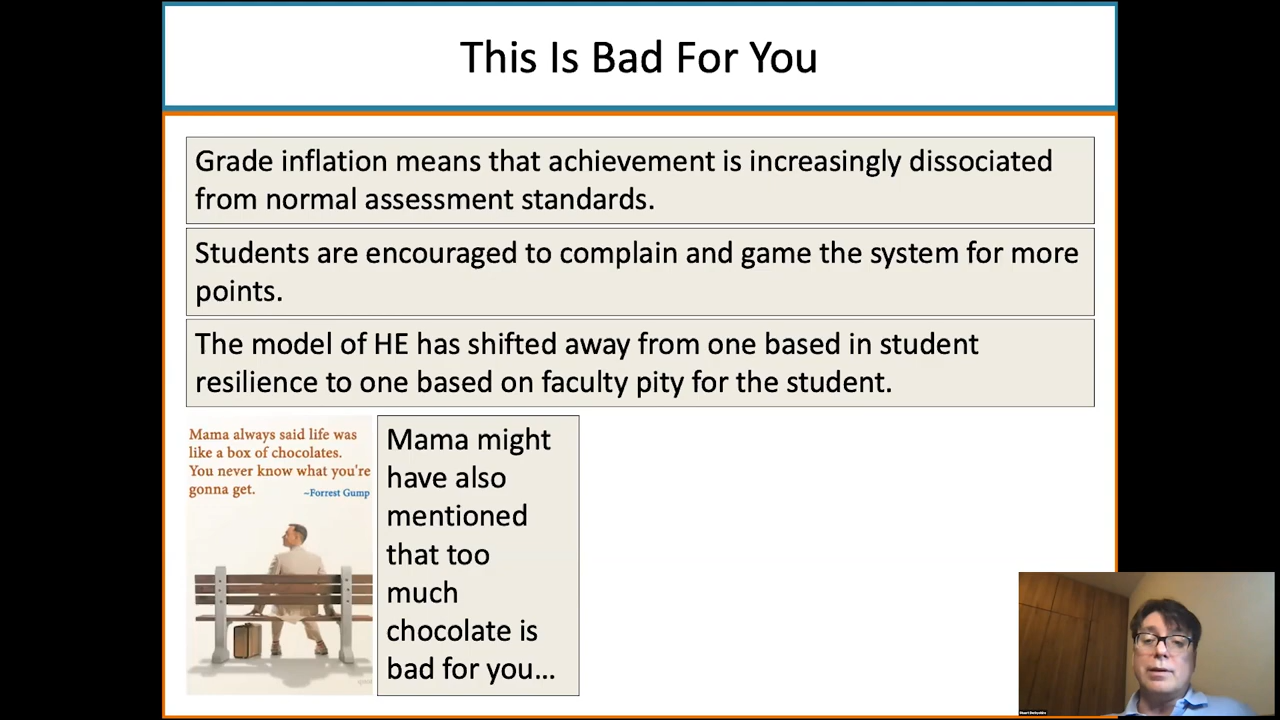 This Is Bad For You
Grade inflation means that achievement is increasingly dissociated
from normal assessment standards.
Students are encouraged to complain and game the system for more
points.
The model of HE has shifted away from one based in student
resilience to one based on faculty pity for the student.
Mama always said life was
like a box of chocolates.
You never know what you're
gonna get.
~Forrest Gump
Mama might
have also
mentioned
that too
much
chocolate is
bad for you...